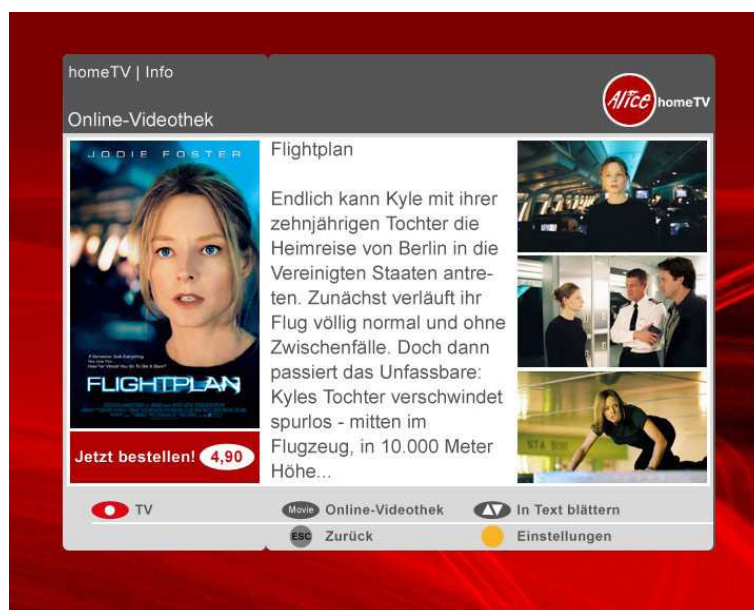 homeTV | Info
Online-Videothek
Alice homeTV
JODIE FOSTER
FLIGHTPLAN
Jetzt bestellen! 4,90
Flightplan
Endlich kann Kyle mit ihrer
zehnjährigen Tochter die
Heimreise von Berlin in die
Vereinigten Staaten antre-
ten. Zunächst verläuft ihr
Flug völlig normal und ohne
Zwischenfälle. Doch dann
passiert das Unfassbare:
Kyles Tochter verschwindet
spurlos - mitten im
Flugzeug, in 10.000 Meter
Höhe...
TV
Movie Online-Videothek
In Text blättern
ESC Zurück
Einstellungen